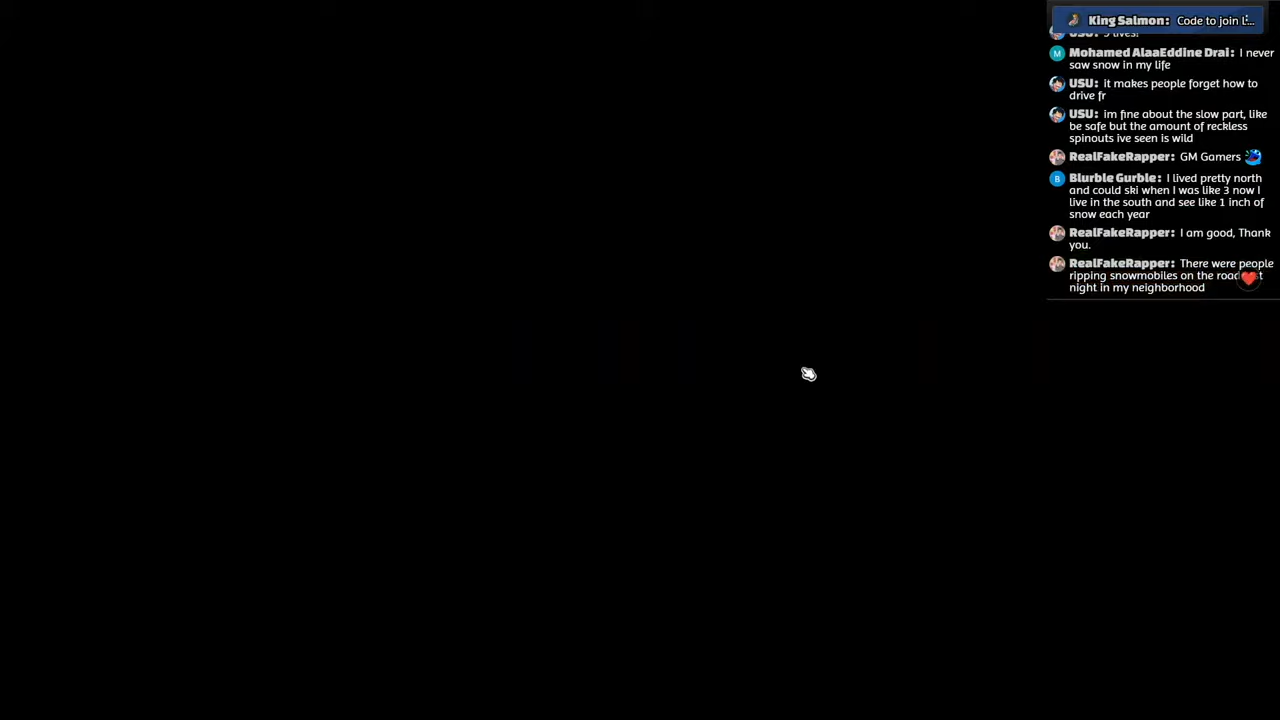 King Salmon: Code to join L...
USU: 3 lives!
Mohamed AlaaEddine Drai: I never
saw snow in my life
USU: it makes people forget how to
drive fr
USU: im fine about the slow part, like
be safe but the amount of reckless
spinouts ive seen is wild
RealFakeRapper: GM Gamers
Blurble Gurble: I lived pretty north
and could ski when I was like 3 now I
live in the south and see like 1 inch of
snow each year
RealFakeRapper: I am good, Thank
you.
RealFakeRapper: There were people
ripping snowmobiles on the road
night in my neighborhood